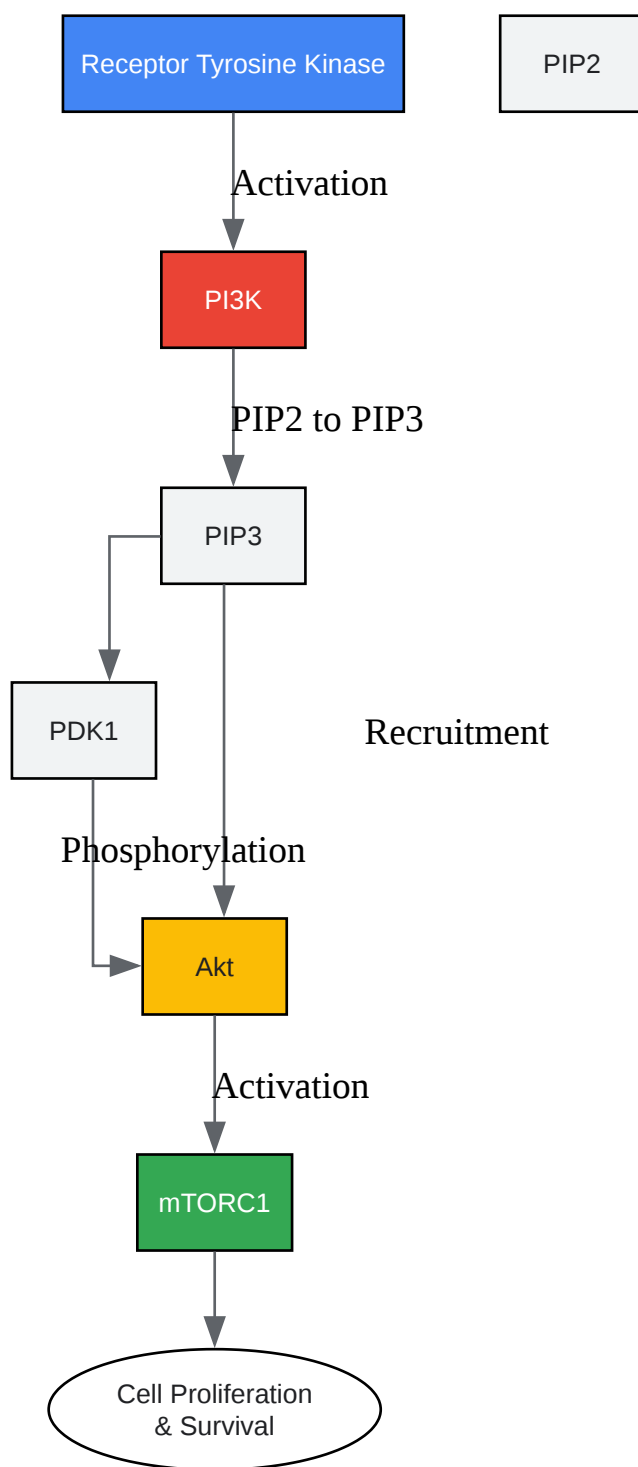 Receptor Tyrosine Kinase
PIP2
Activation
PI3K
PIP2 to PIP3
PIP3
PDK1
Recruitment
Phosphorylation
Akt
Activation
mTORC1
Cell Proliferation
& Survival